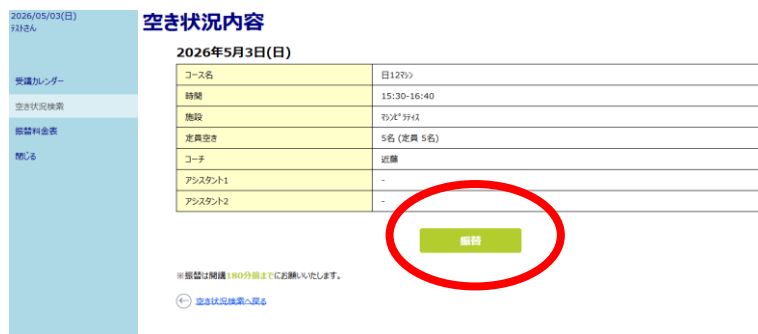 2026/05/03(日)
ﾃｽﾄさん
受講カレンダー
空き状況検索
振替料金表
閉じる
空き状況内容
2026年5月3日(日)
コース名 日12ﾏｼﾝ
時間 15:30-16:40
施設 ﾏｼﾝﾋﾟﾗﾃｨｽ
定員空き 5名 (定員 5名)
コーチ 近藤
アシスタント1 -
アシスタント2 -
振替
※振替は開講180分前までにお願いいたします。
空き状況検索へ戻る